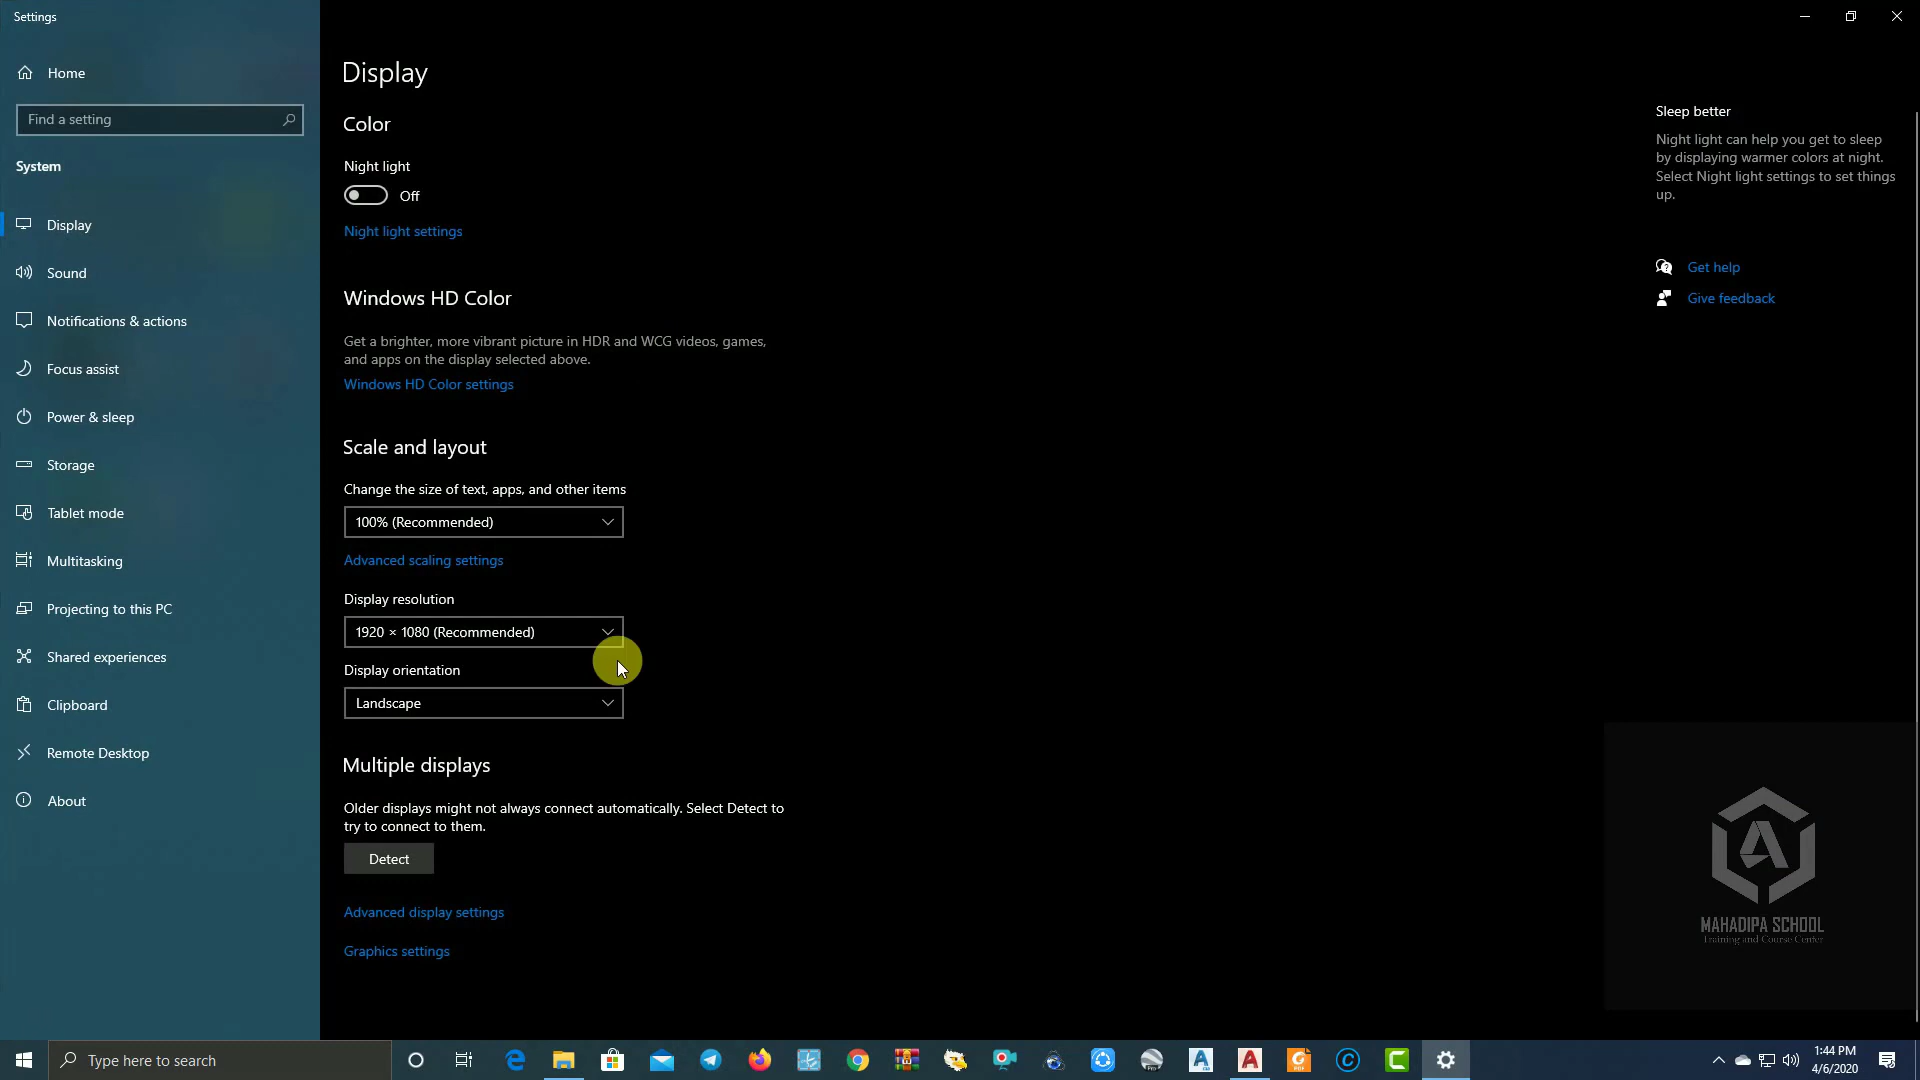 Settings
Home
Find a setting
System
Display
Sound
Notifications & actions
Focus assist
Power & sleep
Storage
Tablet mode
Multitasking
Projecting to this PC
Shared experiences
Clipboard
Remote Desktop
About
Display
Color
Night light
Off
Night light settings
Windows HD Color
Get a brighter, more vibrant picture in HDR and WCG videos, games,
and apps on the display selected above.
Windows HD Color settings
Scale and layout
Change the size of text, apps, and other items
100% (Recommended)
Advanced scaling settings
Display resolution
1920 × 1080 (Recommended)
Display orientation
Landscape
Multiple displays
Older displays might not always connect automatically. Select Detect to
try to connect to them.
Detect
Advanced display settings
Graphics settings
Sleep better
Night light can help you get to sleep
by displaying warmer colors at night.
Select Night light settings to set things
up.
Get help
Give feedback
MAHADIPA SCHOOL
Training and Course Center
Type here to search
1:44 PM
4/6/2020